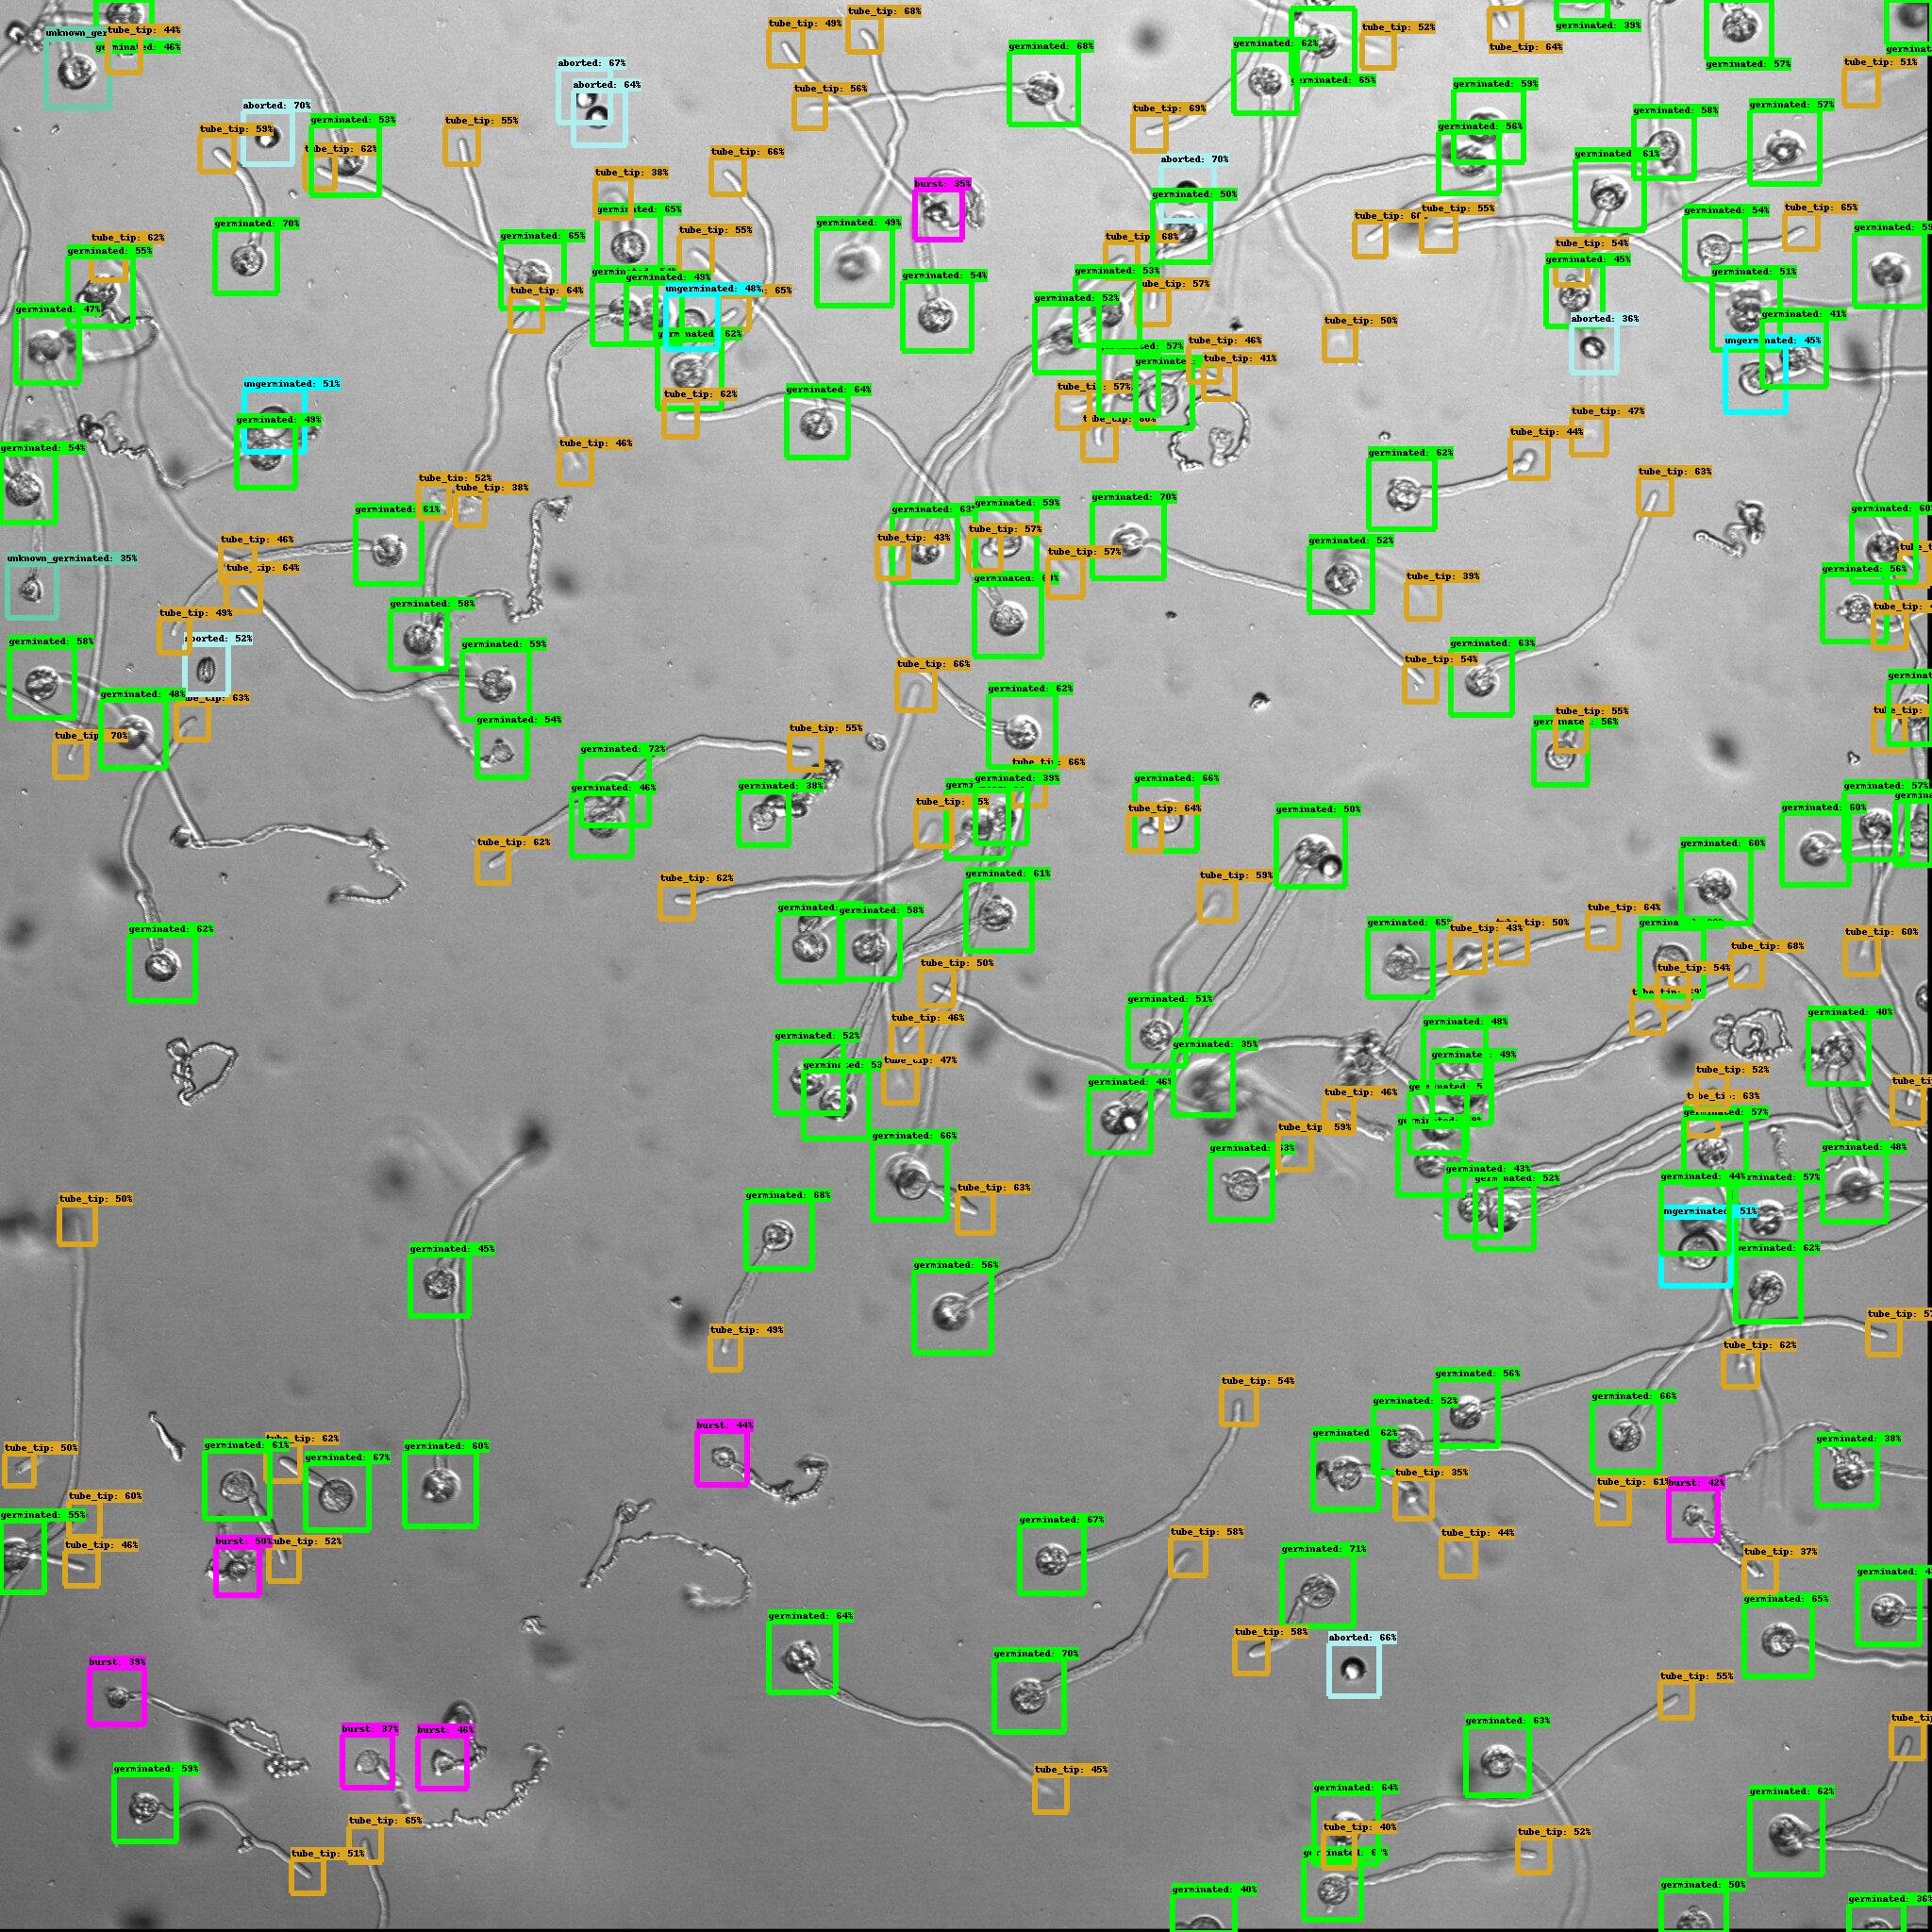 tube_tip: 44%
germinated: 46%
tube_tip: 49%
tube_tip: 68%
tube_tip: 52%
tube_tip: 64%
germinated: 39%
germinated: 57%
tube_tip: 51%
germinated: 68%
germinated: 62%
germinated: 65%
aborted: 67%
aborted: 64%
tube_tip: 56%
aborted: 70%
germinated: 53%
tube_tip: 59%
tube_tip: 62%
tube_tip: 55%
tube_tip: 66%
tube_tip: 69%
germinated: 59%
germinated: 56%
germinated: 58%
germinated: 57%
germinated: 61%
aborted: 70%
germinated: 50%
burst: 35%
tube_tip: 38%
germinated: 65%
germinated: 70%
germinated: 65%
tube_tip: 55%
germinated: 49%
tube_tip: 55%
germinated: 54%
tube_tip: 65%
tube_tip: 62%
germinated: 55%
tube_tip: 54%
germinated: 45%
germinated: 51%
germinated: 47%
tube_tip: 64%
germinated: 49%
ungerminated: 48%
germinated: 54%
germinated: 53%
tube_tip: 57%
germinated: 52%
tube_tip: 50%
aborted: 36%
germinated: 41%
ungerminated: 45%
tube_tip: 46%
tube_tip: 41%
ungerminated: 51%
germinated: 49%
tube_tip: 62%
germinated: 64%
tube_tip: 57%
tube_tip: 47%
tube_tip: 44%
tube_tip: 46%
germinated: 54%
germinated: 62%
tube_tip: 63%
tube_tip: 52%
tube_tip: 38%
germinated: 61%
germinated: 59%
germinated: 70%
tube_tip: 43%
tube_tip: 57%
tube_tip: 57%
germinated: 52%
tube_tip: 46%
tube_tip: 64%
unknown_germinated: 35%
germinated: 56%
tube_tip: 39%
tube_tip: 49%
germinated: 58%
aborted: 52%
germinated: 58%
germinated: 59%
tube_tip: 66%
tube_tip: 54%
germinated: 63%
germinated: 48%
germinated: 62%
germinated: 54%
tube_tip: 55%
tube_tip: 55%
germinated: 72%
germinated: 46%
germinated: 38%
tube_tip: 66%
germinated: 39%
germinated: 66%
tube_tip: 64%
germinated: 50%
germinated: 57%
germinated: 60%
tube_tip: 62%
tube_tip: 62%
germinated: 61%
tube_tip: 59%
germinated: 60%
germinated: 58%
tube_tip: 64%
tube_tip: 43%
germinated: 62%
tube_tip: 60%
tube_tip: 68%
tube_tip: 54%
tube_tip: 50%
germinated: 51%
tube_tip: 46%
germinated: 40%
germinated: 48%
germinated: 52%
germinated: 35%
tube_tip: 47%
germinated: 46%
tube_tip: 46%
tube_tip: 52%
germinated: 57%
tube_tip: 59%
germinated: 66%
germinated: 48%
germinated: 43%
germinated: 52%
tube_tip: 63%
germinated: 68%
tube_tip: 50%
germinated: 45%
germinated: 62%
germinated: 56%
tube_tip: 49%
tube_tip: 62%
tube_tip: 54%
germinated: 56%
germinated: 52%
germinated: 66%
burst: 44%
germinated: 38%
tube_tip: 50%
germinated: 61%
tube_tip: 62%
germinated: 67%
germinated: 60%
tube_tip: 35%
tube_tip: 61%
burst: 42%
tube_tip: 60%
germinated: 55%
germinated: 67%
tube_tip: 46%
burst: 50%
tube_tip: 52%
tube_tip: 58%
tube_tip: 44%
germinated: 71%
tube_tip: 37%
germinated: 65%
germinated: 64%
tube_tip: 58%
aborted: 66%
germinated: 70%
burst: 39%
tube_tip: 55%
burst: 37%
burst: 46%
germinated: 63%
germinated: 59%
tube_tip: 45%
germinated: 64%
germinated: 62%
tube_tip: 65%
tube_tip: 40%
tube_tip: 52%
tube_tip: 51%
germinated: 40%
germinated: 50%
germinated: 36%